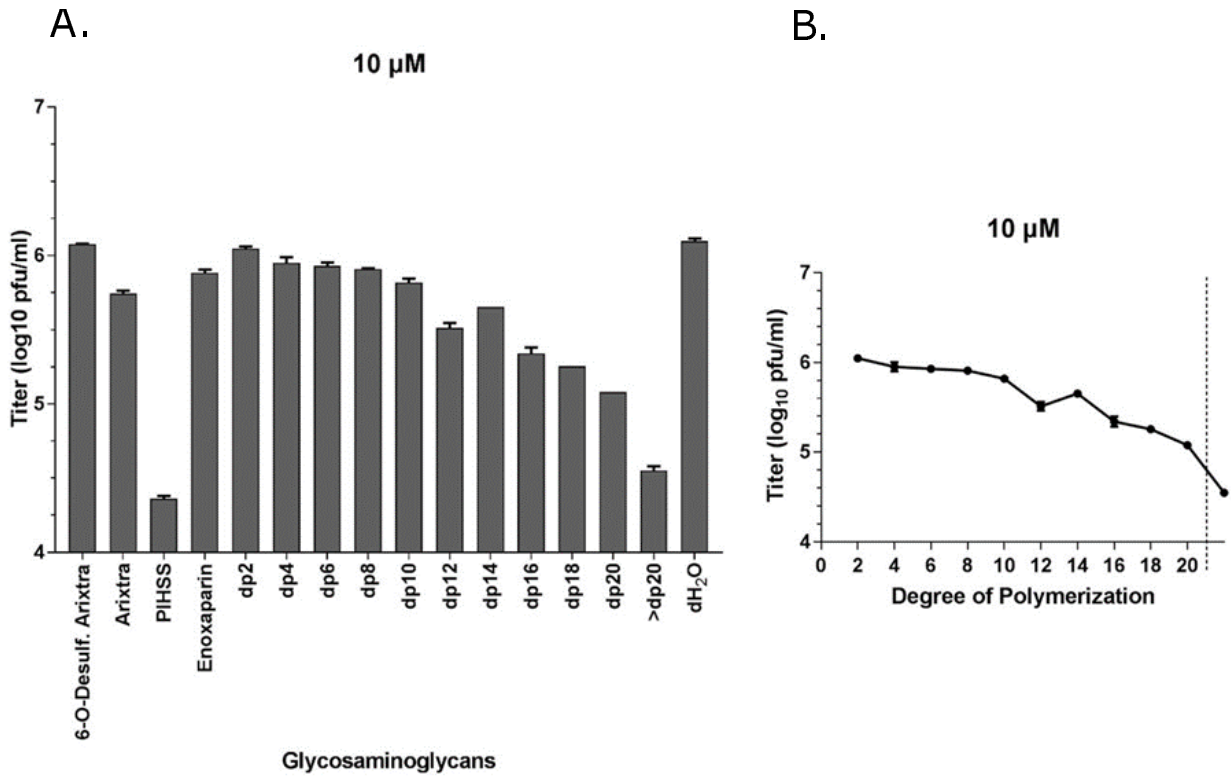 A.
10 µM
Titer (log10 pfu/ml)
7
6
5
4
6-O-Desulf. Arixtra
Arixtra
PIHSS
Enoxaparin
dp2
dp4
dp6
dp8
dp10
dp12
dp14
dp16
dp18
dp20
>dp20
dH₂O
Glycosaminoglycans
B.
10 µM
Titer (log₁₀ pfu/ml)
7
6
5
4
0 2 4 6 8 10 12 14 16 18 20
Degree of Polymerization